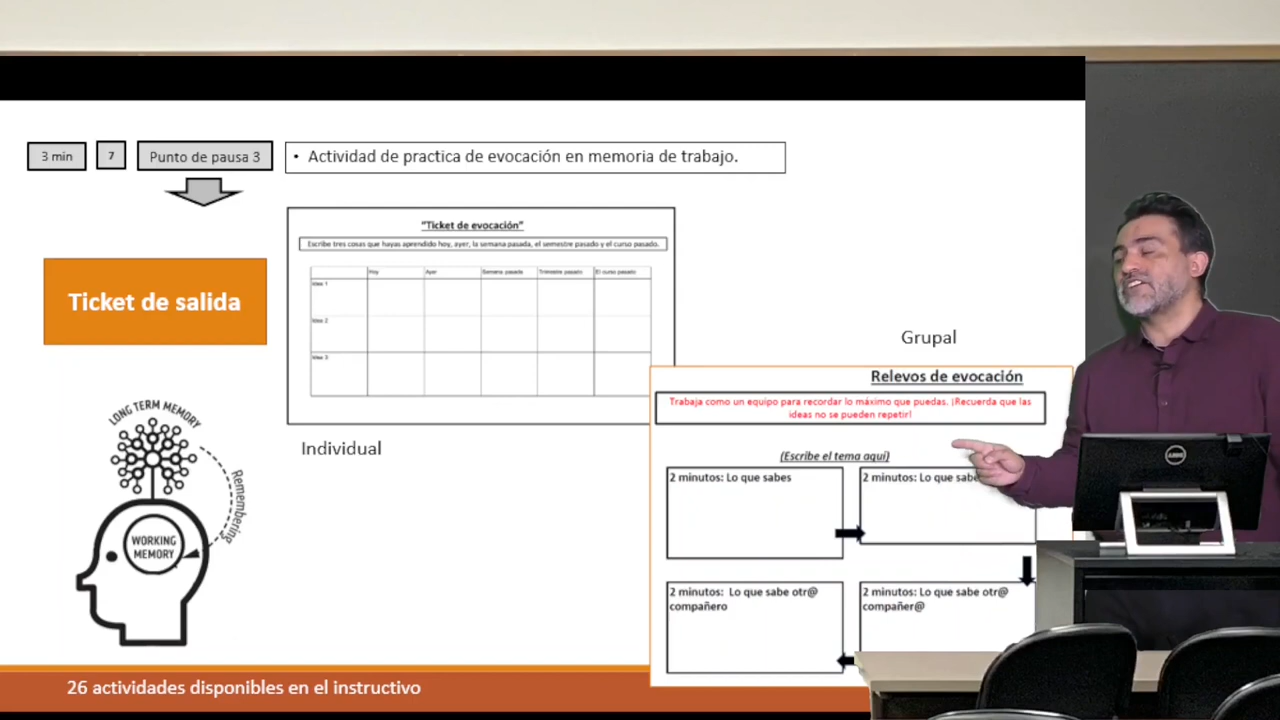 3 min
7
Punto de pausa 3
• Actividad de practica de evocación en memoria de trabajo.
Ticket de salida
"Ticket de evocación"
Escribe tres cosas que hayas aprendido hoy, ayer, la semana pasada, el semestre pasado y el curso pasado.
Hoy Ayer Semana pasada Trimestre pasado El curso pasado
Idea 1
Idea 2
Idea 3
Individual
Grupal
Relevos de evocación
Trabaja como un equipo para recordar lo máximo que puedas. ¡Recuerda que las
ideas no se pueden repetir!
(Escribe el tema aquí)
2 minutos: Lo que sabes
2 minutos: Lo que sabe
2 minutos: Lo que sabe otr@
compañero
2 minutos: Lo que sabe otr@
compañer@
LONG TERM MEMORY
Remembering
WORKING
MEMORY
26 actividades disponibles en el instructivo